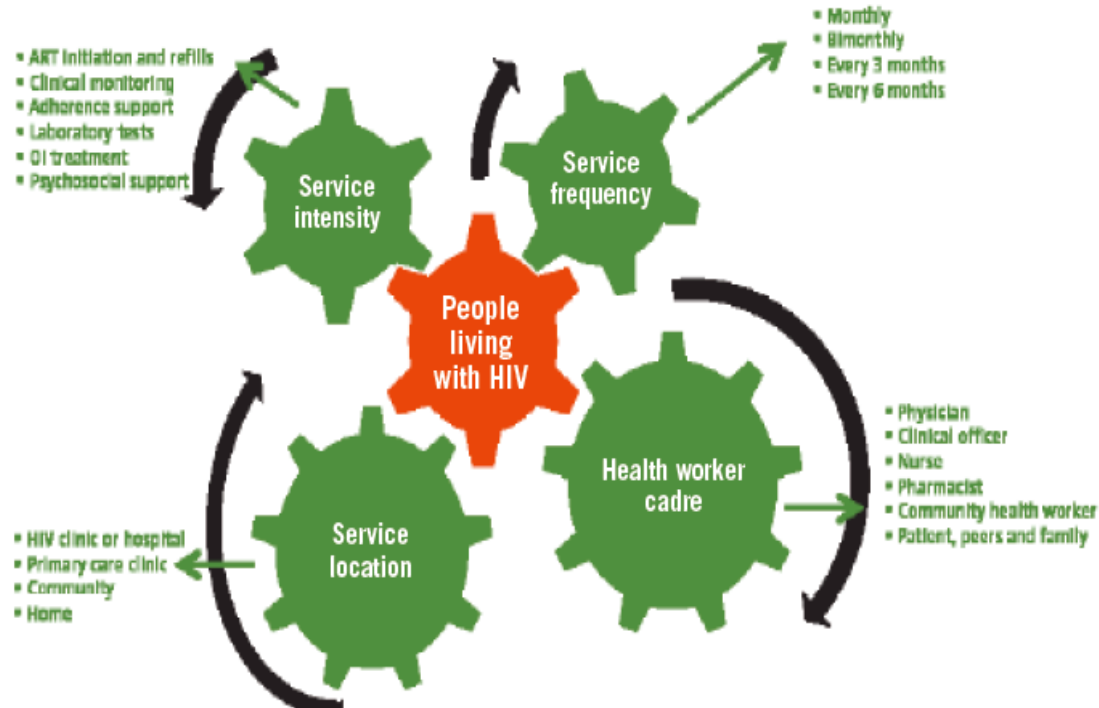 ▪ ART initiation and refills
▪ Clinical monitoring
▪ Adherence support
▪ Laboratory tests
▪ OI treatment
▪ Psychosocial support
Service
intensity
▪ Monthly
▪ Bimonthly
▪ Every 3 months
▪ Every 6 months
Service
frequency
People
living
with HIV
▪ HIV clinic or hospital
▪ Primary care clinic
▪ Community
▪ Home
Service
location
Health worker
cadre
▪ Physician
▪ Clinical officer
▪ Nurse
▪ Pharmacist
▪ Community health worker
▪ Patient, peers and family